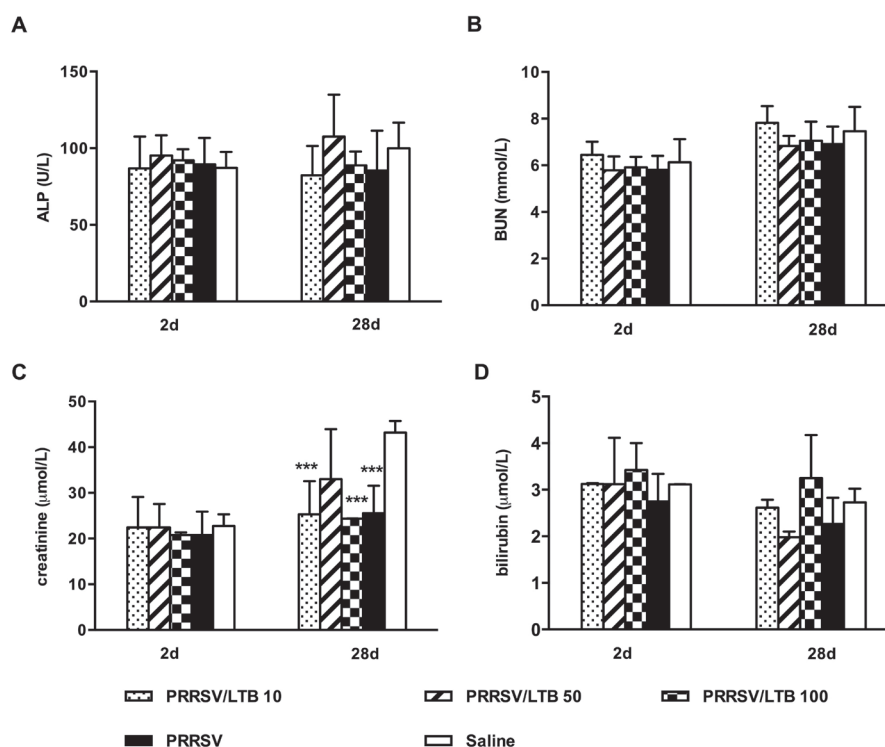 A
150
100
50
0
ALP (U/L)
2d
28d
B
10
8
6
4
2
0
BUN (mmol/L)
2d
28d
C
50
40
30
20
10
0
creatinine (μmol/L)
***
***
***
2d
28d
D
5
4
3
2
1
0
bilirubin (μmol/L)
2d
28d
PRRSV/LTB 10
PRRSV/LTB 50
PRRSV/LTB 100
PRRSV
Saline